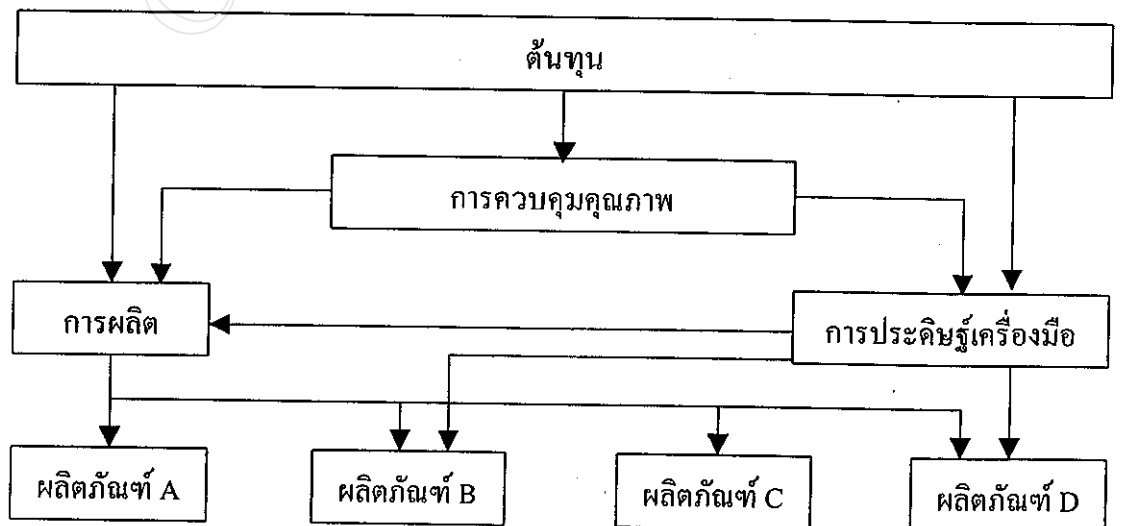 ต้นทุน
การควบคุมคุณภาพ
การผลิต
การประดิษฐ์เครื่องมือ
ผลิตภัณฑ์ A
ผลิตภัณฑ์ B
ผลิตภัณฑ์ C
ผลิตภัณฑ์ D